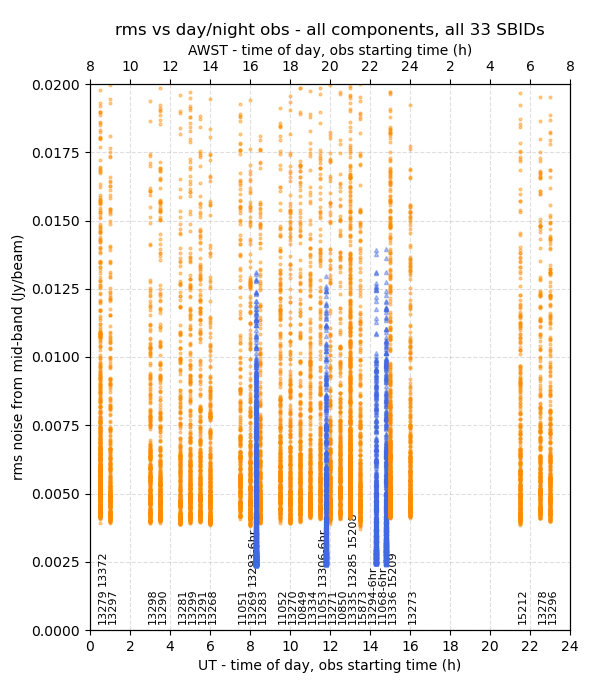 rms vs day/night obs - all components, all 33 SBIDs
AWST - time of day, obs starting time (h)
8 10 12 14 16 18 20 22 24 2 4 6 8
rms noise from mid-band (Jy/beam)
0.0200
0.0175
0.0150
0.0125
0.0100
0.0075
0.0050
0.0025
0.0000
13279 13372
13297
13298
13290
13281
13299
13291
13268
11051
13269 13293-6hr
13283
11052
13270
10849
13334
11053 13306-6hr
13271
10850
13335 13285 15208
15873
13294-6hr
11068-6hr
13336 15209
13273
15212
13278
13296
0 2 4 6 8 10 12 14 16 18 20 22 24
UT - time of day, obs starting time (h)